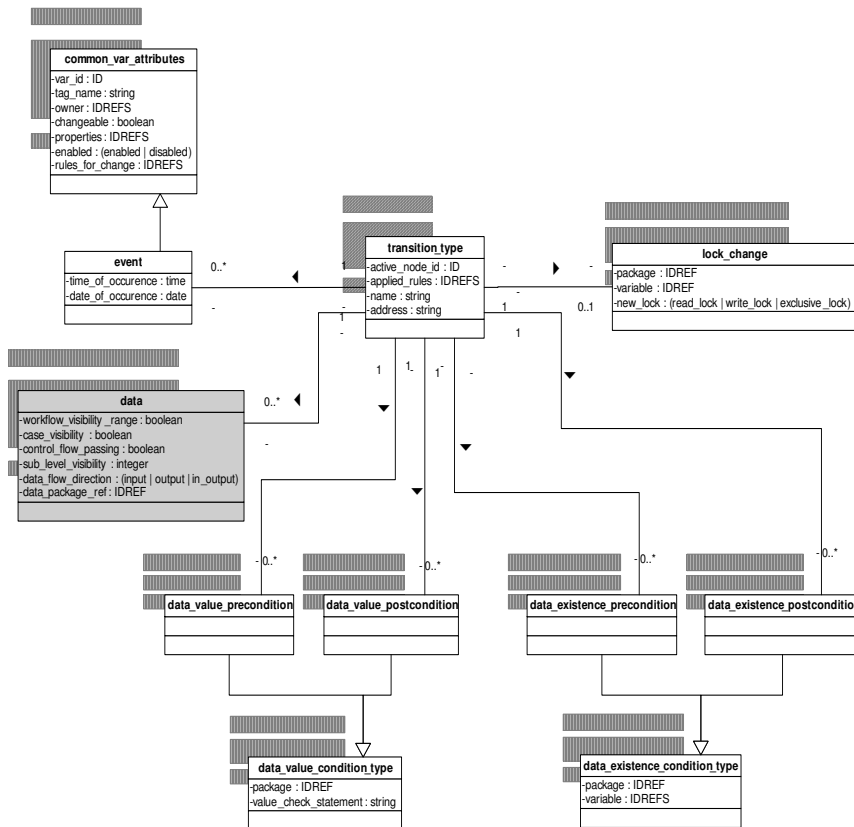 common_var_attributes
-var_id : ID
-tag_name : string
-owner : IDREFS
-changeable : boolean
-properties : IDREFS
-enabled : (enabled | disabled)
-rules_for_change : IDREFS
event
-time_of_occurence : time
-date_of_occurence : date
0..*
-
1
transition_type
-active_node_id : ID
-applied_rules : IDREFS
-name : string
-address : string
-
-
-
0..1
lock_change
-package : IDREF
-variable : IDREF
-new_lock : (read_lock | write_lock | exclusive_lock)
-
1
-
1
1
data
-workflow_visibility _range : boolean
-case_visibility : boolean
-control_flow_passing : boolean
-sub_level_visibility : integer
-data_flow_direction : (input | output | in_output)
-data_package_ref : IDREF
0..*
-
1
1-
1-
-
-0..*
-0..*
-0..*
-0..*
data_value_precondition
data_value_postcondition
data_existence_precondition
data_existence_postcondition
data_value_condition_type
-package : IDREF
-value_check_statement : string
data_existence_condition_type
-package : IDREF
-variable : IDREFS